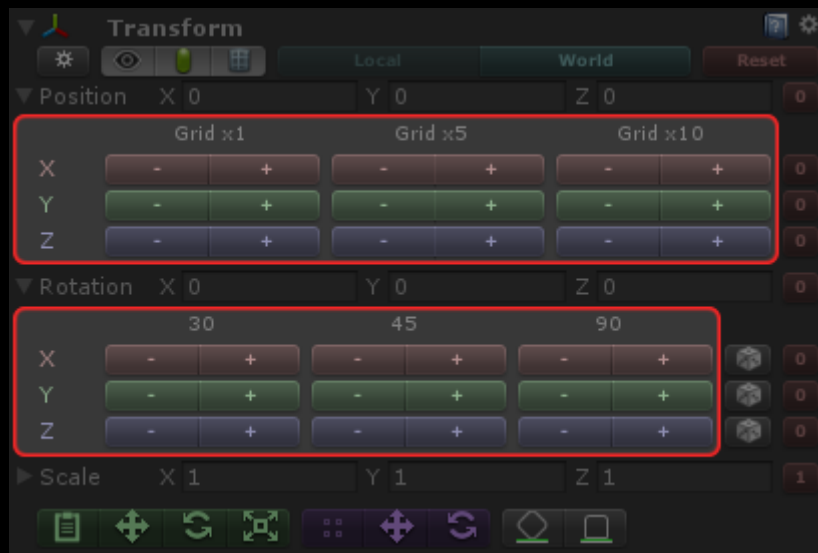 Transform
Local World Reset
Position X 0 Y 0 Z 0 0
Grid x1 Grid x5 Grid x10
X - + - + - + 0
Y - + - + - + 0
Z - + - + - + 0
Rotation X 0 Y 0 Z 0 0
30 45 90
X - + - + - + 0
Y - + - + - + 0
Z - + - + - + 0
Scale X 1 Y 1 Z 1 1